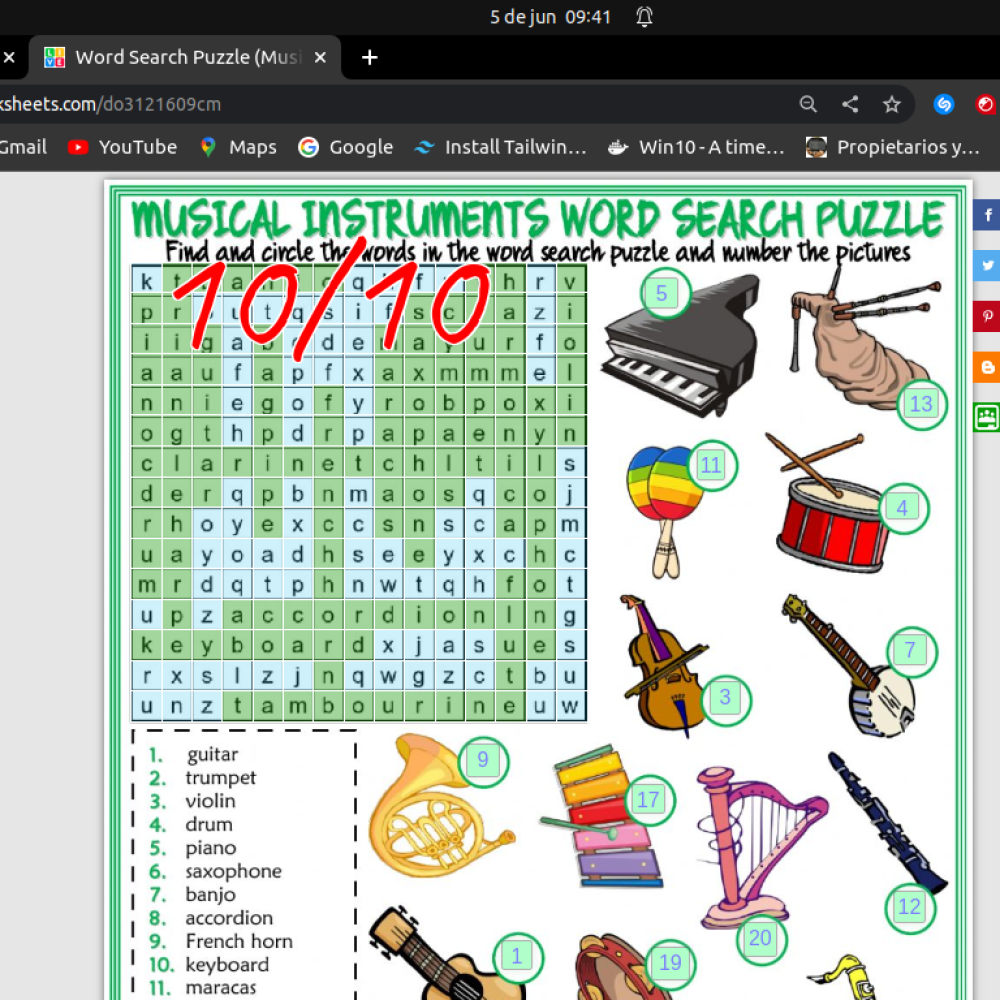 5 de jun 09:41
Word Search Puzzle (Musi
ksheets.com/do3121609cm
Gmail YouTube Maps Google Install Tailwin... Win10 - A time... Propietarios y...
MUSICAL INSTRUMENTS WORD SEARCH PUZZLE
Find and circle the words in the word search puzzle and number the pictures
10/10
i i g a b d e a y u r f o
a a u f a p f x a x m m m e l
n n i e g o f y r o b p o x i
o g t h p d r p a p a e n y n
c l a r i n e t c h l t i l s
d e r q p b n m a o s q c o j
r h o y e x c c s n s c a p m
u a y o a d h s e e y x c h c
m r d q t p h n w t q h f o t
u p z a c c o r d i o n l n g
k e y b o a r d x j a s u e s
r x s l z j n q w g z c t b u
u n z t a m b o u r i n e u w
5
13
11
4
7
3
9
17
12
20
1
19
1. guitar
2. trumpet
3. violin
4. drum
5. piano
6. saxophone
7. banjo
8. accordion
9. French horn
10. keyboard
11. maracas